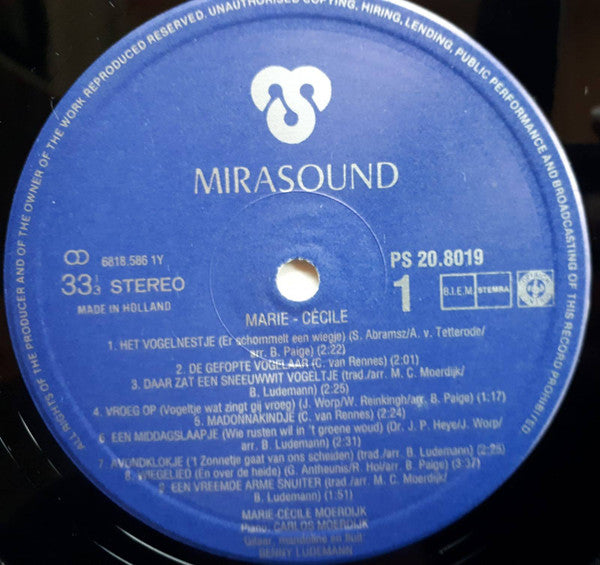 ALL RIGHTS OF THE PRODUCER AND OF THE OWNER OF THE WORK REPRODUCED RESERVED. UNAUTHORISED COPYING, HIRING, LENDING, PUBLIC PERFORMANCE AND BROADCASTING OF THIS RECORD PROHIBITED
MIRASOUND
6818.586 1Y
33⅓ STEREO
MADE IN HOLLAND
PS 20.8019
1
B.I.E.M. STEMRA
MARIE - CÉCILE
1. HET VOGELNESTJE (Er schommelt een wiegje) (S. Abramsz/A. v. Tetterode/
arr. B. Paige) (2:22)
2. DE GEFOPTE VOGELAAR (C. van Rennes) (2:01)
3. DAAR ZAT EEN SNEEUWWIT VOGELTJE (trad./arr. M. C. Moerdijk/
B. Ludemann) (2:25)
4. VROEG OP (Vogeltje wat zingt gij vroeg) (J. Worp/W. Reinkingh/arr. B. Paige) (1:17)
5. MADONNAKINDJE (C. van Rennes) (2:24)
6. EEN MIDDAGSLAAPJE (Wie rusten wil in 't groene woud) (Dr. J. P. Heye/J. Worp/
arr. B. Ludemann) (2:31)
7. AVONDKLOKJE ('t Zonnetje gaat van ons scheiden) (trad./arr. B. Ludemann) (2:25)
8. WIEGELIED (En over de heide) (G. Antheunis/R. Hol/arr. B. Paige) (3:37)
9. EEN VREEMDE ARME SNUITER (trad./arr. M. C. Moerdijk/
B. Ludemann) (1:51)
MARIE-CÉCILE MOERDIJK
Piano: CARLOS MOERDIJK
Gitaar, mandoline en fluit
BENNY LUDEMANN